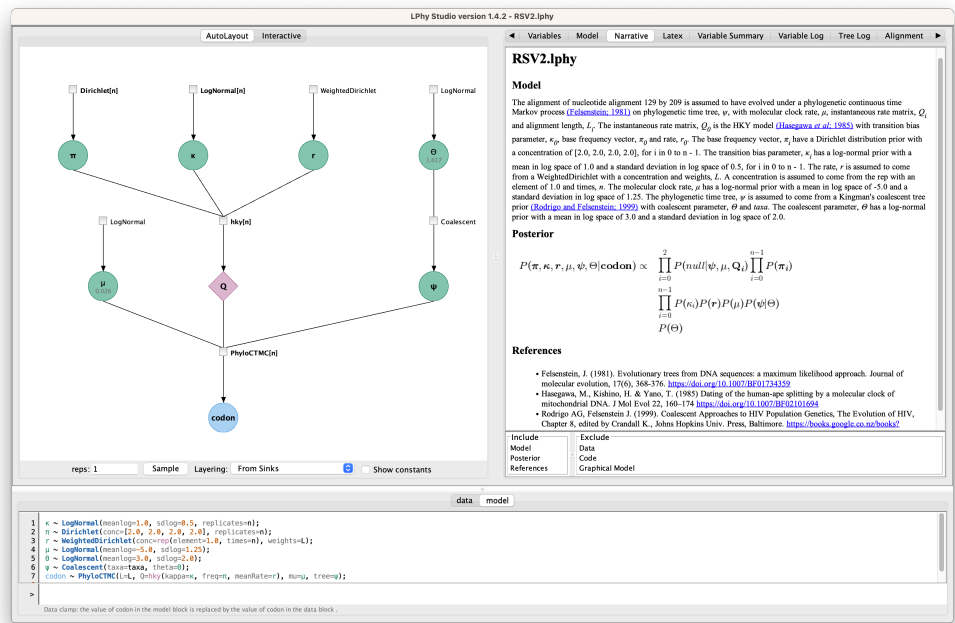 LPhy Studio version 1.4.2 - RSV2.lphy
AutoLayout Interactive
Dirichlet[n] LogNormal[n] WeightedDirichlet LogNormal
π κ r Θ
1.617
LogNormal hky[n] Coalescent
μ Q ψ
0.026
PhyloCTMC[n]
codon
reps: 1 Sample Layering: From Sinks Show constants
◀ Variables Model Narrative Latex Variable Summary Variable Log Tree Log Alignment ▶
RSV2.lphy
Model
The alignment of nucleotide alignment 129 by 209 is assumed to have evolved under a phylogenetic continuous time
Markov process (Felsenstein; 1981) on phylogenetic time tree, ψ, with molecular clock rate, μ, instantaneous rate matrix, Qi
and alignment length, Li. The instantaneous rate matrix, Q0 is the HKY model (Hasegawa et al; 1985) with transition bias
parameter, κ0, base frequency vector, π0 and rate, r0. The base frequency vector, πi have a Dirichlet distribution prior with
a concentration of [2.0, 2.0, 2.0, 2.0], for i in 0 to n - 1. The transition bias parameter, κi has a log-normal prior with a
mean in log space of 1.0 and a standard deviation in log space of 0.5, for i in 0 to n - 1. The rate, r is assumed to come
from a WeightedDirichlet with a concentration and weights, L. A concentration is assumed to come from the rep with an
element of 1.0 and times, n. The molecular clock rate, μ has a log-normal prior with a mean in log space of -5.0 and a
standard deviation in log space of 1.25. The phylogenetic time tree, ψ is assumed to come from a Kingman's coalescent tree
prior (Rodrigo and Felsenstein; 1999) with coalescent parameter, Θ and taxa. The coalescent parameter, Θ has a log-normal
prior with a mean in log space of 3.0 and a standard deviation in log space of 2.0.
Posterior
P(π, κ, r, μ, ψ, Θ|codon) ∝ ∏_{i=0}^{2} P(null|ψ, μ, Qi) ∏_{i=0}^{n−1} P(πi)
∏_{i=0}^{n−1} P(κi)P(r)P(μ)P(ψ|Θ)
P(Θ)
References
• Felsenstein, J. (1981). Evolutionary trees from DNA sequences: a maximum likelihood approach. Journal of
molecular evolution, 17(6), 368-376. https://doi.org/10.1007/BF01734359
• Hasegawa, M., Kishino, H. & Yano, T. (1985) Dating of the human-ape splitting by a molecular clock of
mitochondrial DNA. J Mol Evol 22, 160–174 https://doi.org/10.1007/BF02101694
• Rodrigo AG, Felsenstein J. (1999). Coalescent Approaches to HIV Population Genetics, The Evolution of HIV,
Chapter 8, edited by Crandall K., Johns Hopkins Univ. Press, Baltimore. https://books.google.co.nz/books?
Include Exclude
Model Data
Posterior Code
References Graphical Model
data model
1 κ ~ LogNormal(meanlog=1.0, sdlog=0.5, replicates=n);
2 π ~ Dirichlet(conc=[2.0, 2.0, 2.0, 2.0], replicates=n);
3 r ~ WeightedDirichlet(conc=rep(element=1.0, times=n), weights=L);
4 μ ~ LogNormal(meanlog=-5.0, sdlog=1.25);
5 Θ ~ LogNormal(meanlog=3.0, sdlog=2.0);
6 ψ ~ Coalescent(taxa=taxa, theta=Θ);
7 codon ~ PhyloCTMC(L=L, Q=hky(kappa=κ, freq=π, meanRate=r), mu=μ, tree=ψ);
>
Data clamp: the value of codon in the model block is replaced by the value of codon in the data block .